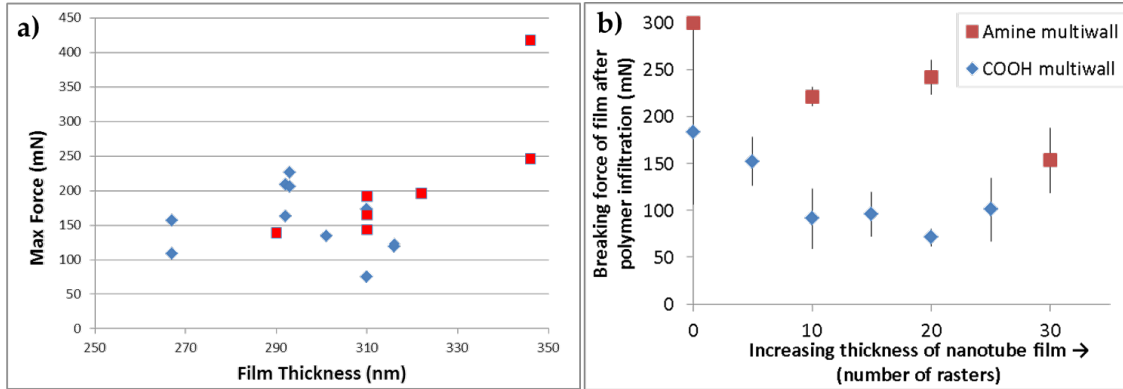 a)
450
400
350
300
250
200
150
100
50
0
Max Force (mN)
250
270
290
310
330
350
Film Thickness (nm)
b)
300
250
200
150
100
50
0
Breaking force of film after
polymer infiltration (mN)
Amine multiwall
COOH multiwall
0
10
20
30
Increasing thickness of nanotube film →
(number of rasters)